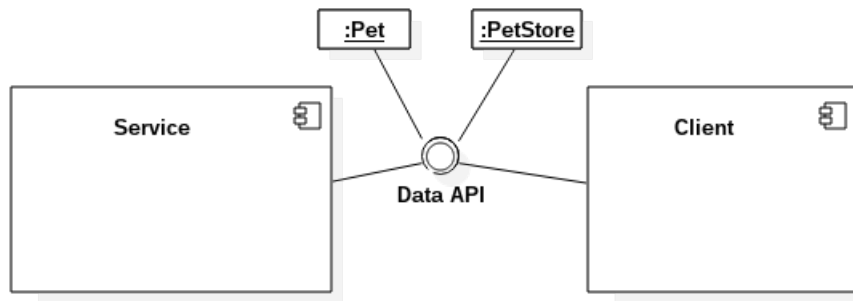 :Pet
:PetStore
Service
Client
Data API